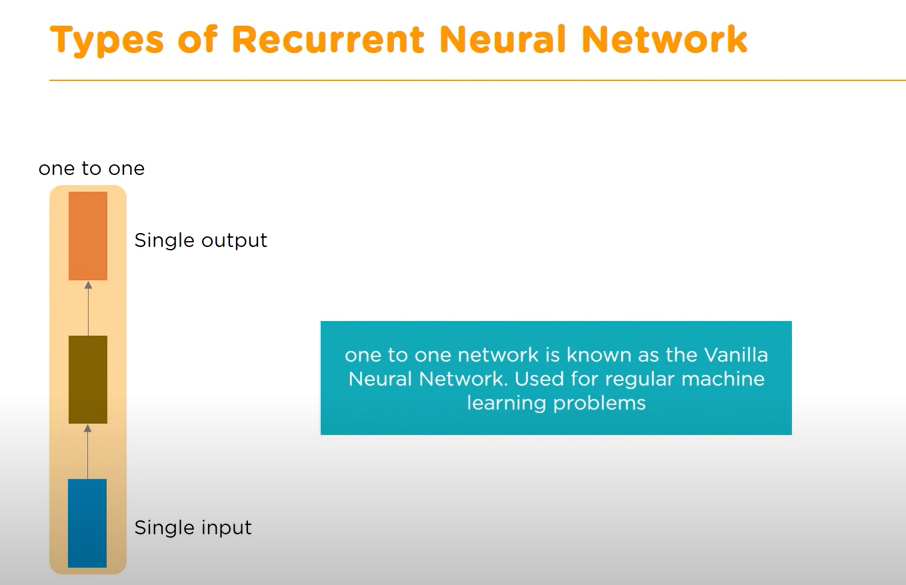 Types of Recurrent Neural Network
one to one
Single output
one to one network is known as the Vanilla
Neural Network. Used for regular machine
learning problems
Single input